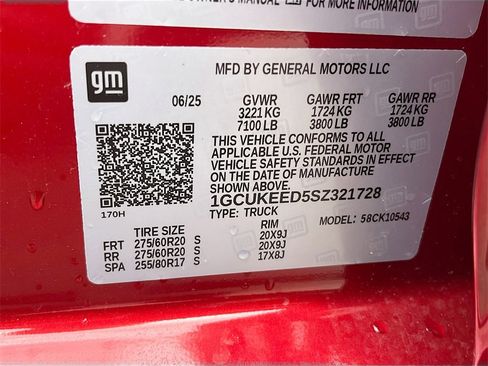 OWNER'S MANUAL
FOR MORE INFORMATION
gm
MFD BY GENERAL MOTORS LLC
06/25 GVWR GAWR FRT GAWR RR
3221 KG 1724 KG 1724 KG
7100 LB 3800 LB 3800 LB
THIS VEHICLE CONFORMS TO ALL
APPLICABLE U.S. FEDERAL MOTOR
VEHICLE SAFETY STANDARDS IN EFFECT
ON THE DATE OF MANUFACTURE
SHOWN ABOVE.
1GCUKEED5SZ321728
170H TYPE: TRUCK MODEL: 58CK10543
TIRE SIZE RIM
FRT 275/60R20 S 20X9J
RR 275/60R20 S 20X9J
SPA 255/80R17 S 17X8J